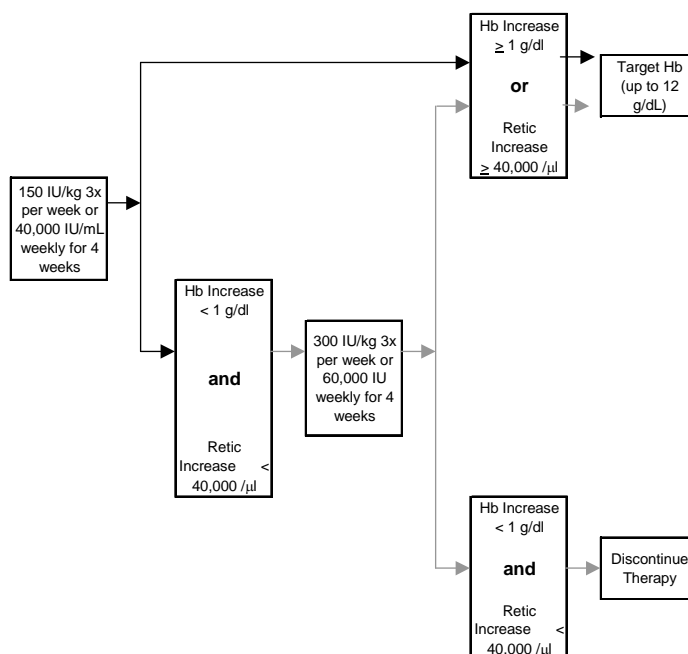 150 IU/kg 3x
per week or
40,000 IU/mL
weekly for 4
weeks
Hb Increase
≥ 1 g/dl
or
Retic
Increase
≥ 40,000 /µl
Target Hb
(up to 12
g/dL)
Hb Increase
< 1 g/dl
and
Retic
Increase <
40,000 /µl
300 IU/kg 3x
per week or
60,000 IU
weekly for 4
weeks
Hb Increase
< 1 g/dl
and
Retic
Increase <
40,000 /µl
Discontinue
Therapy